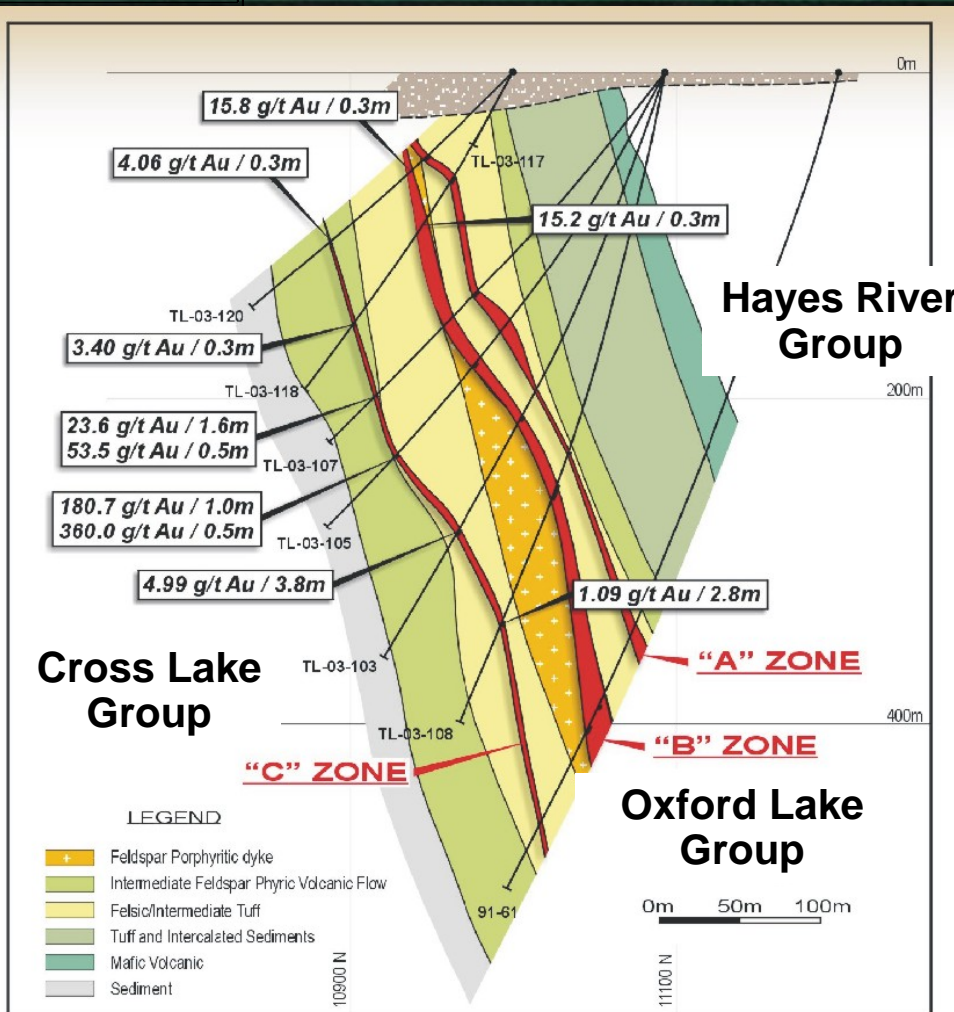 0m
15.8 g/t Au / 0.3m
4.06 g/t Au / 0.3m
TL-03-117
15.2 g/t Au / 0.3m
Hayes River
Group
TL-03-120
3.40 g/t Au / 0.3m
TL-03-118
200m
23.6 g/t Au / 1.6m
53.5 g/t Au / 0.5m
TL-03-107
180.7 g/t Au / 1.0m
360.0 g/t Au / 0.5m
TL-03-105
4.99 g/t Au / 3.8m
1.09 g/t Au / 2.8m
TL-03-103
Cross Lake
Group
"A" ZONE
TL-03-108
400m
"B" ZONE
"C" ZONE
Oxford Lake
Group
LEGEND
Feldspar Porphyritic dyke
Intermediate Feldspar Phyric Volcanic Flow
Felsic/Intermediate Tuff
Tuff and Intercalated Sediments
Mafic Volcanic
Sediment
91-61
0m 50m 100m
10900 N
11100 N